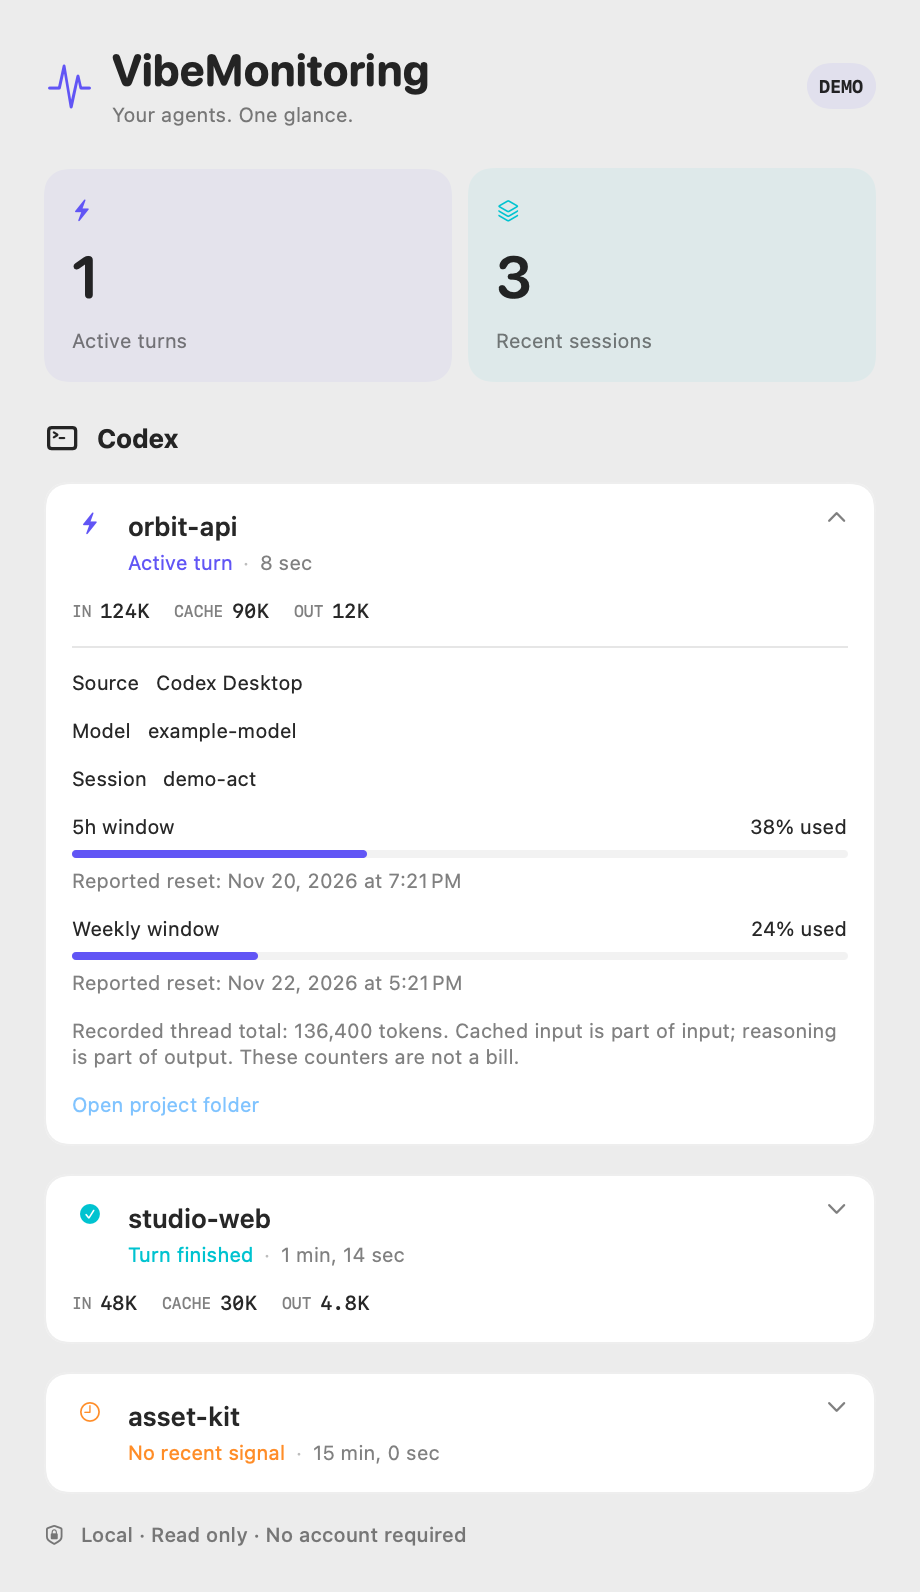 VibeMonitoring
Your agents. One glance.
DEMO
1
Active turns
3
Recent sessions
Codex
orbit-api
Active turn · 8 sec
IN 124K CACHE 90K OUT 12K
Source Codex Desktop
Model example-model
Session demo-act
5h window 38% used
Reported reset: Nov 20, 2026 at 7:21 PM
Weekly window 24% used
Reported reset: Nov 22, 2026 at 5:21 PM
Recorded thread total: 136,400 tokens. Cached input is part of input; reasoning
is part of output. These counters are not a bill.
Open project folder
studio-web
Turn finished · 1 min, 14 sec
IN 48K CACHE 30K OUT 4.8K
asset-kit
No recent signal · 15 min, 0 sec
Local · Read only · No account required